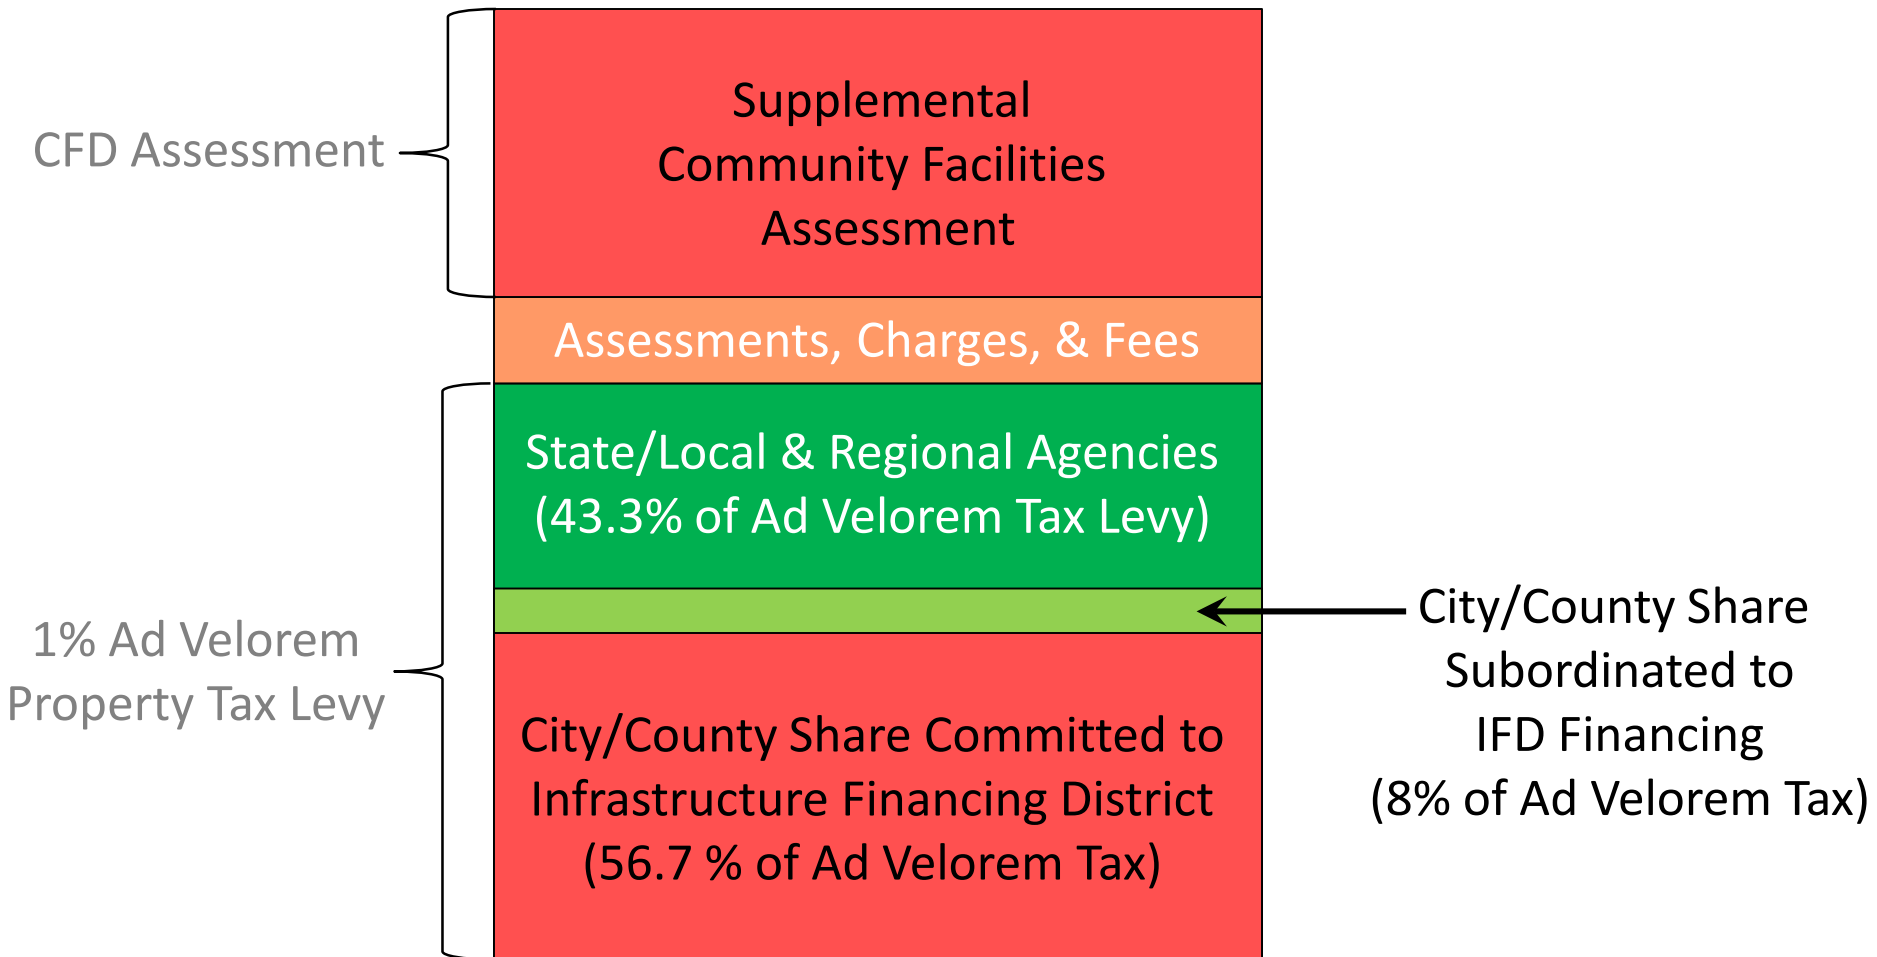 CFD Assessment
Supplemental
Community Facilities
Assessment
Assessments, Charges, & Fees
State/Local & Regional Agencies
(43.3% of Ad Velorem Tax Levy)
1% Ad Velorem
Property Tax Levy
City/County Share
Subordinated to
IFD Financing
(8% of Ad Velorem Tax)
City/County Share Committed to
Infrastructure Financing District
(56.7 % of Ad Velorem Tax)